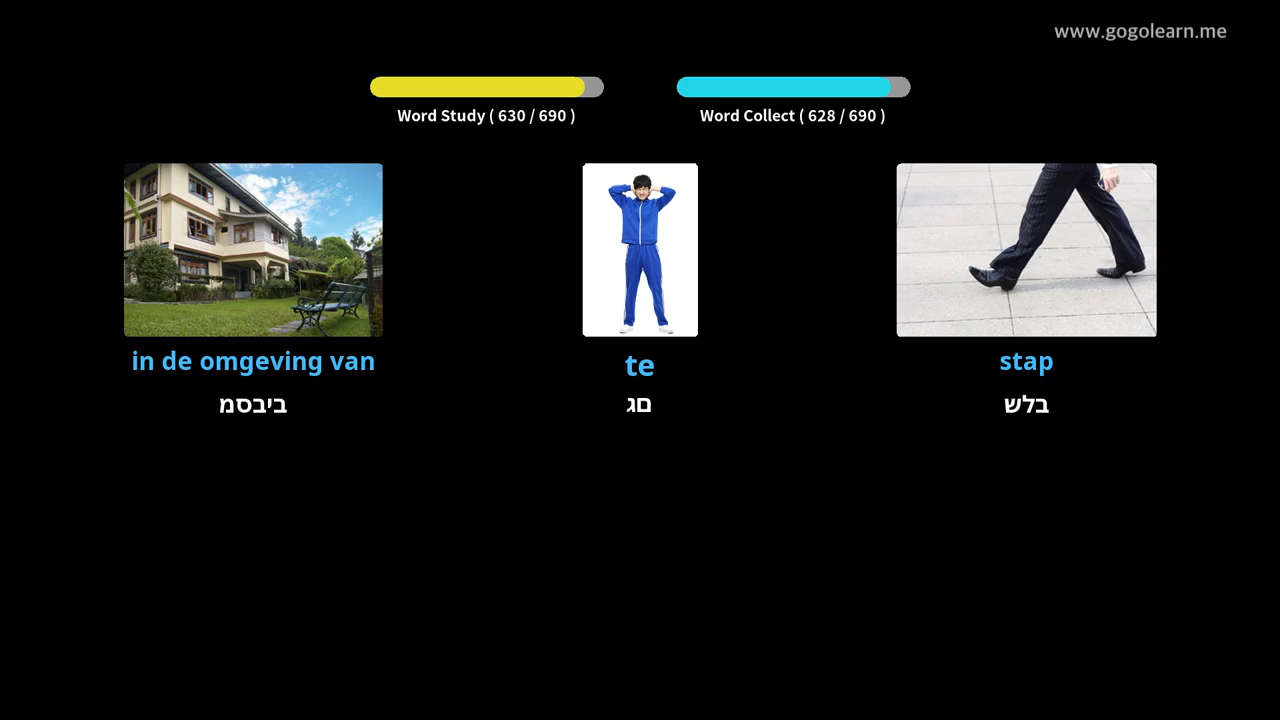 www.gogolearn.me
Word Study ( 630 / 690 )
Word Collect ( 628 / 690 )
in de omgeving van
ביבסמ
te
םג
stap
בלש